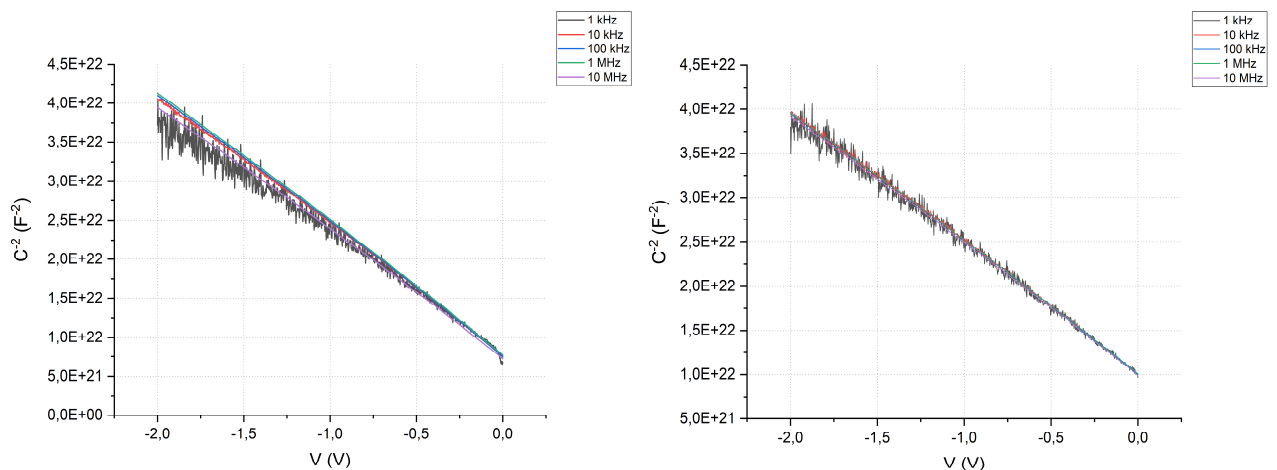 1 kHz
10 kHz
100 kHz
1 MHz
10 MHz
4,5E+22
4,0E+22
3,5E+22
3,0E+22
2,5E+22
2,0E+22
1,5E+22
1,0E+22
5,0E+21
0,0E+00
C⁻² (F⁻²)
-2,0 -1,5 -1,0 -0,5 0,0
V (V)
1 kHz
10 kHz
100 kHz
1 MHz
10 MHz
4,5E+22
4,0E+22
3,5E+22
3,0E+22
2,5E+22
2,0E+22
1,5E+22
1,0E+22
5,0E+21
C⁻² (F⁻²)
-2,0 -1,5 -1,0 -0,5 0,0
V (V)